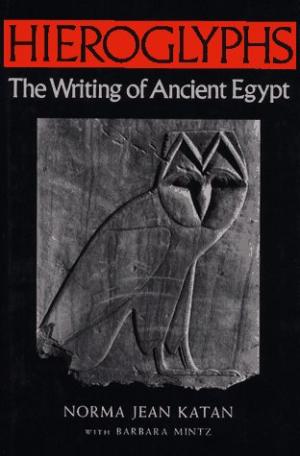 HIEROGLYPHS
The Writing of Ancient Egypt
NORMA JEAN KATAN
WITH BARBARA MINTZ